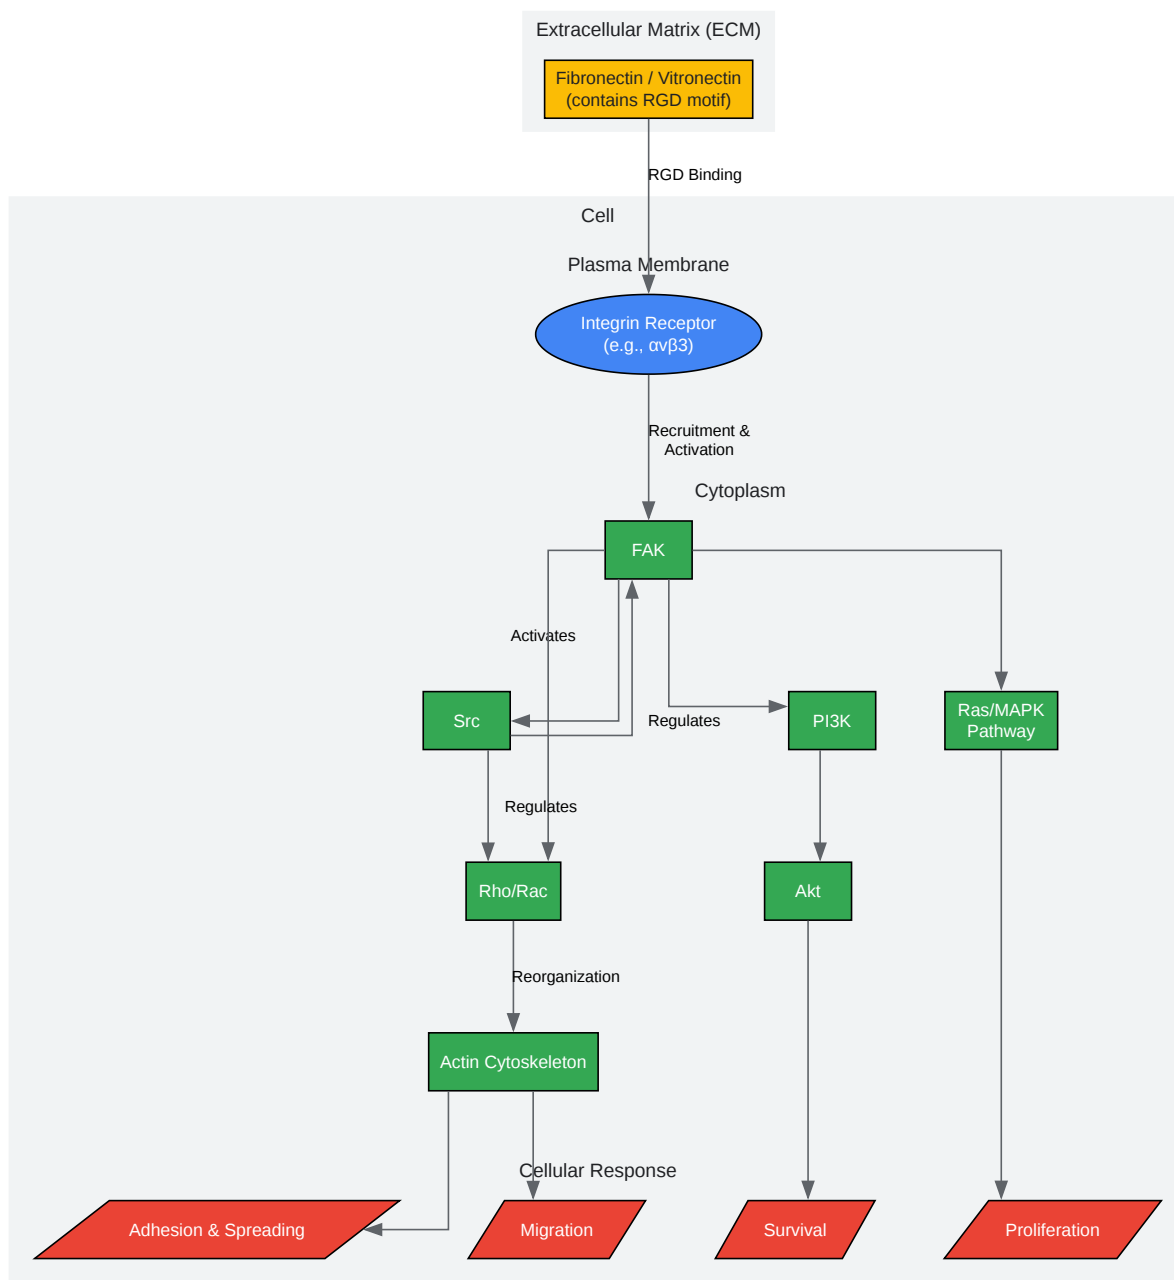 Extracellular Matrix (ECM)
Fibronectin / Vitronectin
(contains RGD motif)
RGD Binding
Cell
Plasma Membrane
Integrin Receptor
(e.g., αvβ3)
Recruitment &
Activation
Cytoplasm
FAK
Activates
Src
Regulates
PI3K
Ras/MAPK
Pathway
Regulates
Rho/Rac
Akt
Reorganization
Actin Cytoskeleton
Cellular Response
Adhesion & Spreading
Migration
Survival
Proliferation